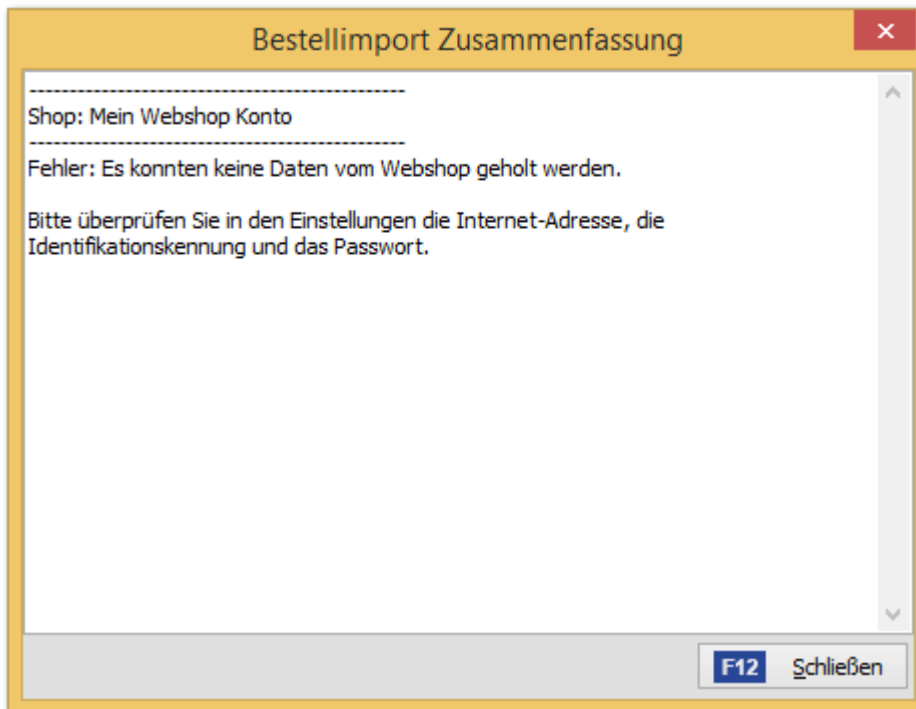 Bestellimport Zusammenfassung
-----------------------------------------------
Shop: Mein Webshop Konto
-----------------------------------------------
Fehler: Es konnten keine Daten vom Webshop geholt werden.
Bitte überprüfen Sie in den Einstellungen die Internet-Adresse, die
Identifikationskennung und das Passwort.
F12 Schließen